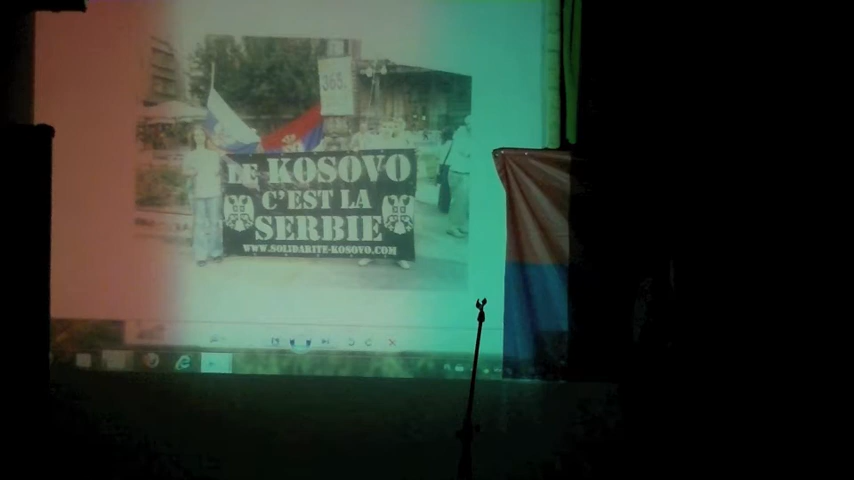 365
LE KOSOVO
C'EST LA
SERBIE
WWW.SOLIDARITE-KOSOVO.COM